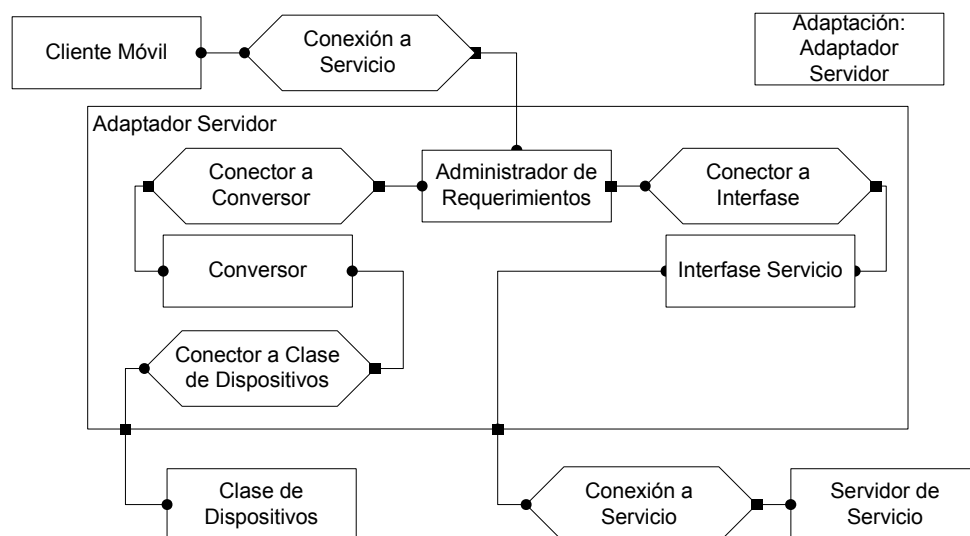 Cliente Móvil
Conexión a
Servicio
Adaptación:
Adaptador
Servidor
Adaptador Servidor
Conector a
Conversor
Administrador de
Requerimientos
Conector a
Interfase
Conversor
Interfase Servicio
Conector a Clase
de Dispositivos
Clase de
Dispositivos
Conexión a
Servicio
Servidor de
Servicio